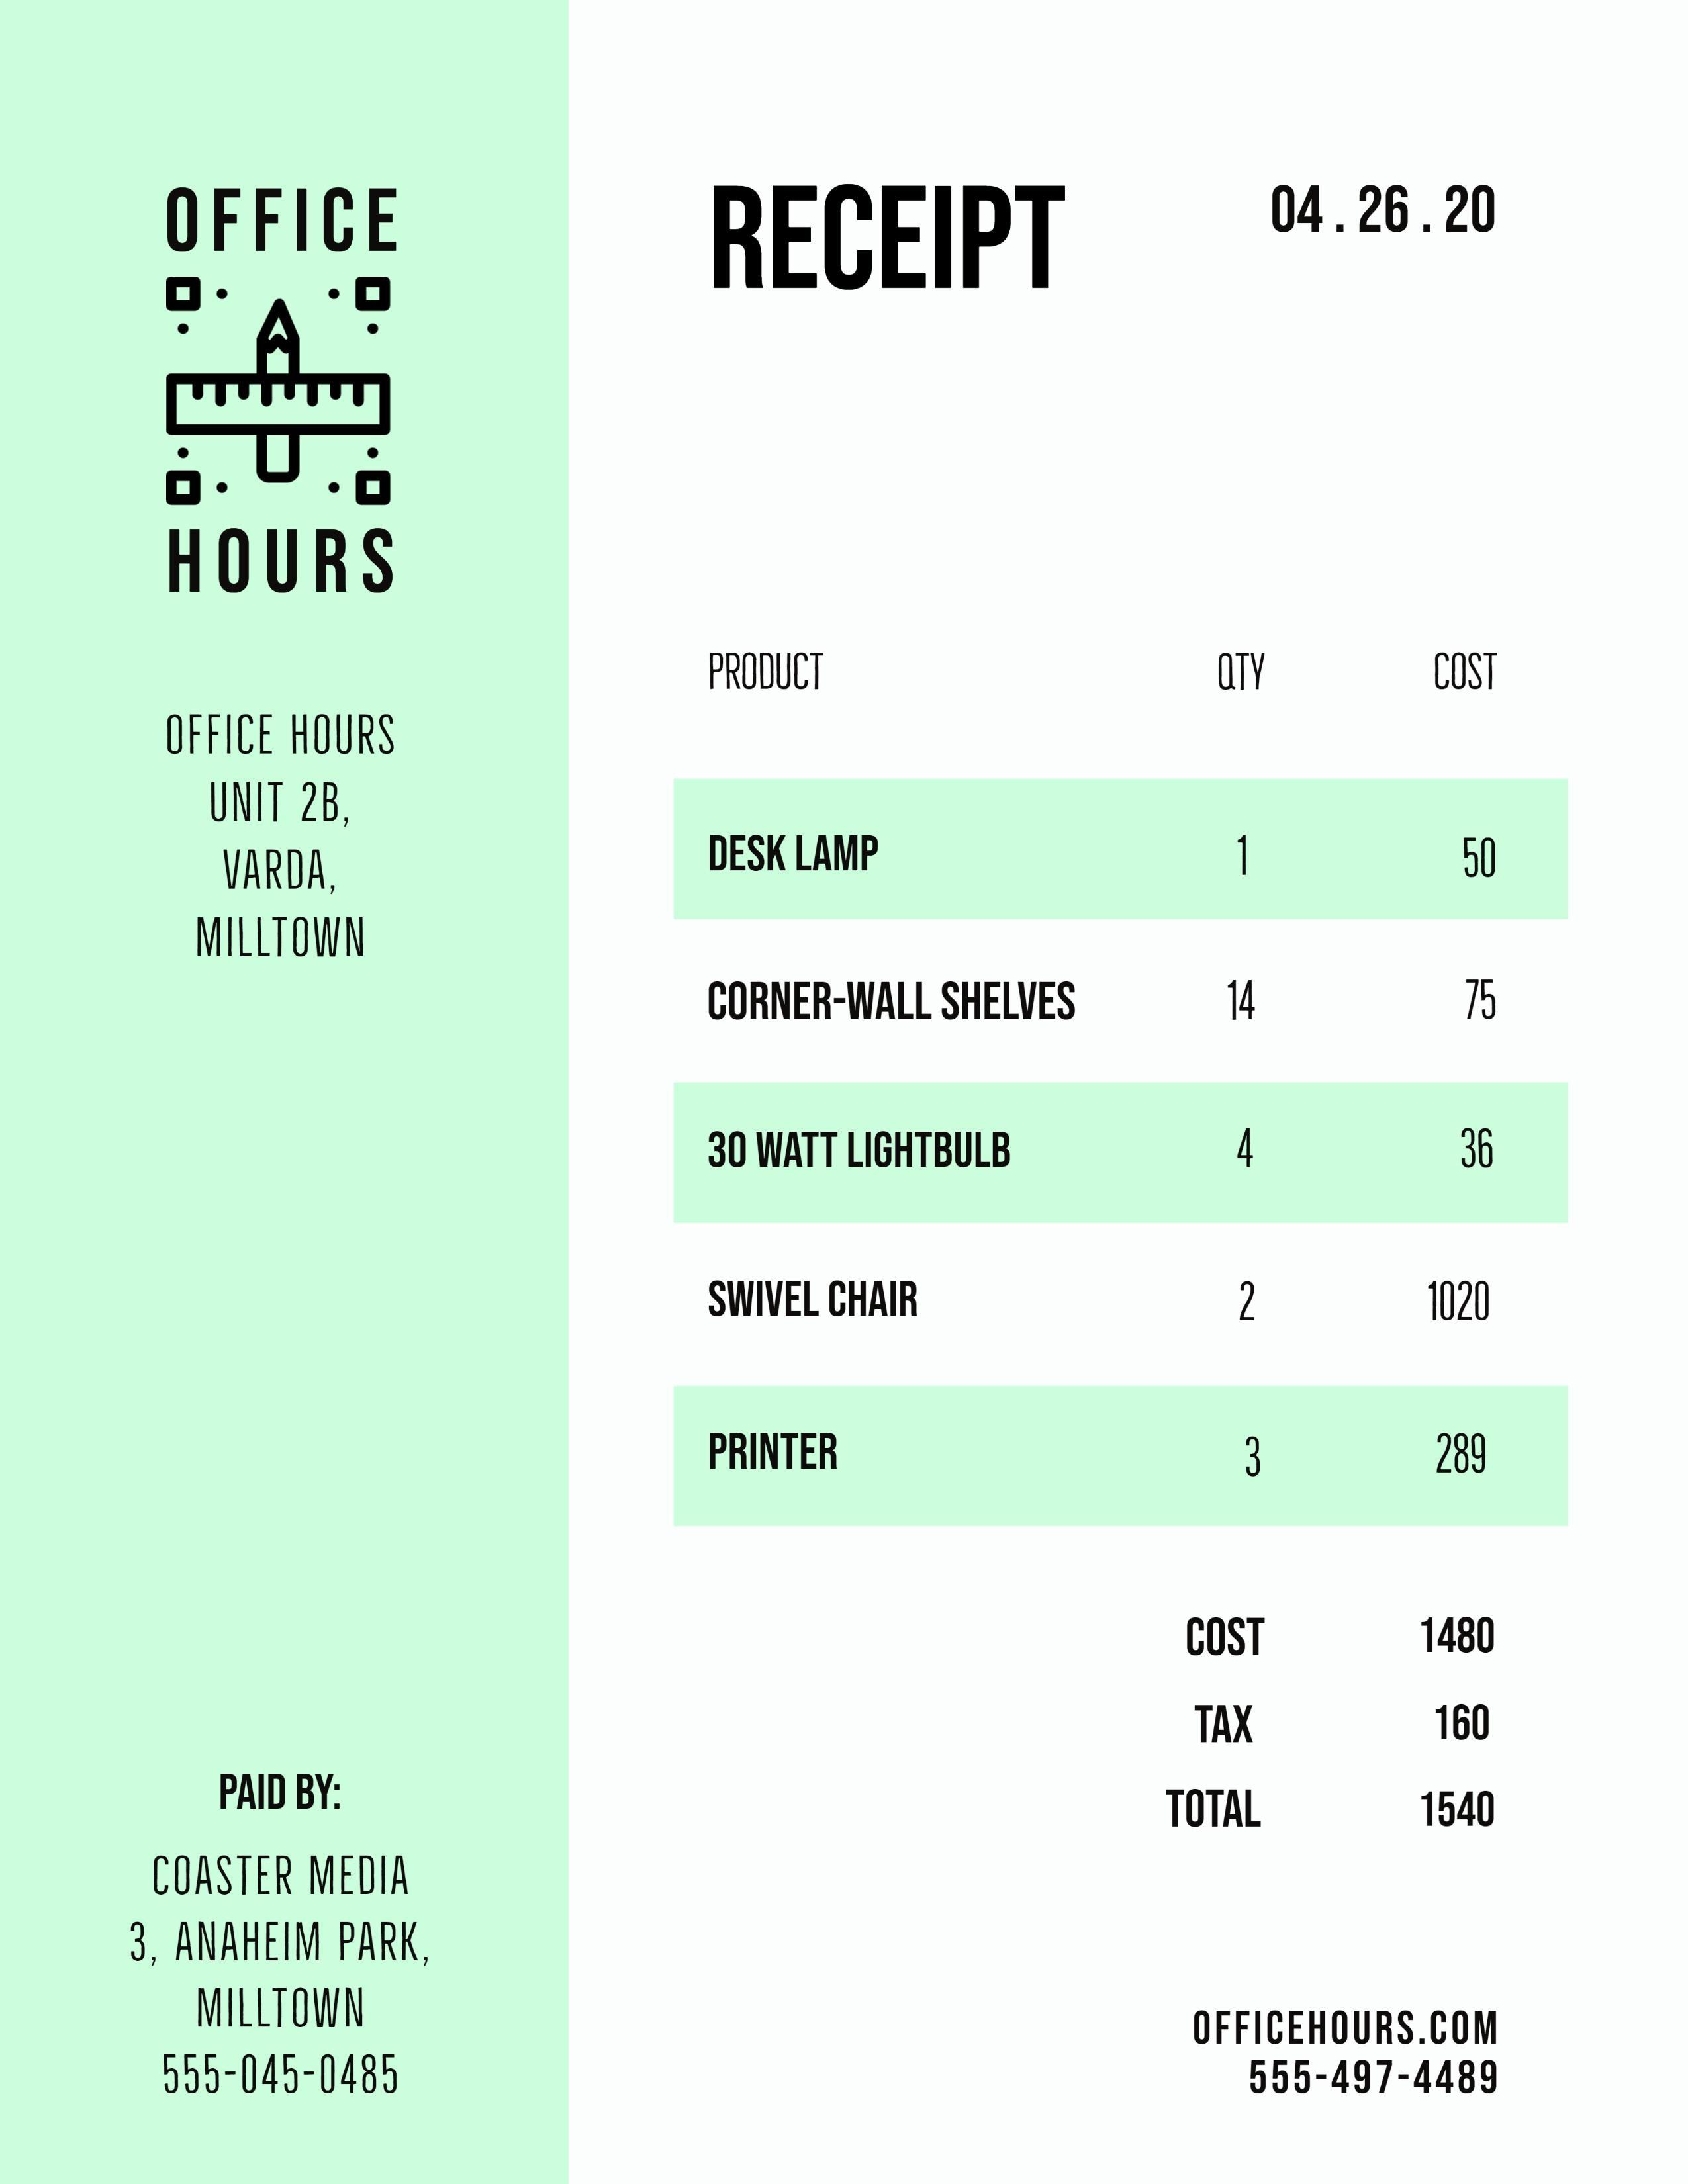 OFFICE
HOURS
OFFICE HOURS
UNIT 2B,
VARDA,
MILLTOWN
PAID BY:
COASTER MEDIA
3, ANAHEIM PARK,
MILLTOWN
555-045-0485
RECEIPT 04.26.20
PRODUCT QTY COST
DESK LAMP 1 50
CORNER-WALL SHELVES 14 75
30 WATT LIGHTBULB 4 36
SWIVEL CHAIR 2 1020
PRINTER 3 289
COST 1480
TAX 160
TOTAL 1540
OFFICEHOURS.COM
555-497-4489